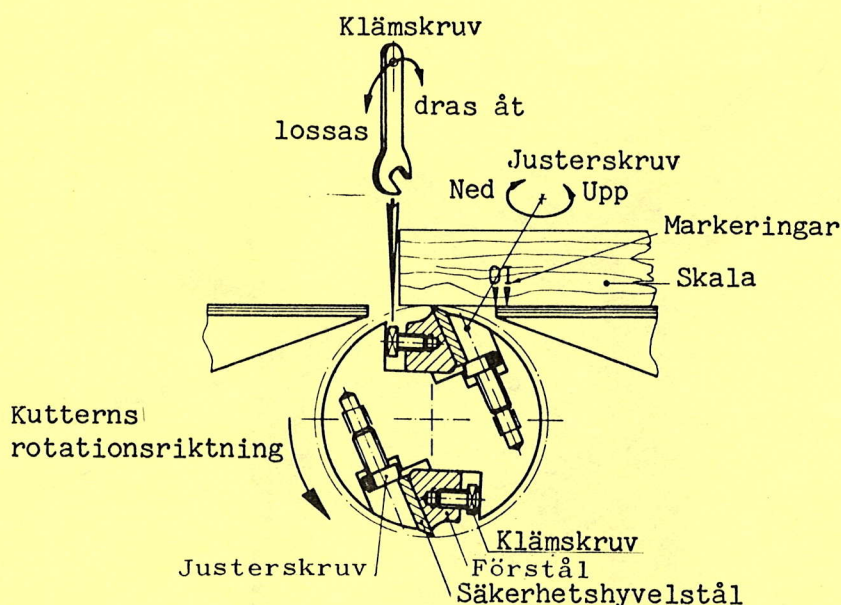 Klämskruv
dras åt
lossas
Justerskruv
Ned Upp
Markeringar
Skala
Kutterns
rotationsriktning
Klämskruv
Justerskruv
Förstål
Säkerhetshyvelstål